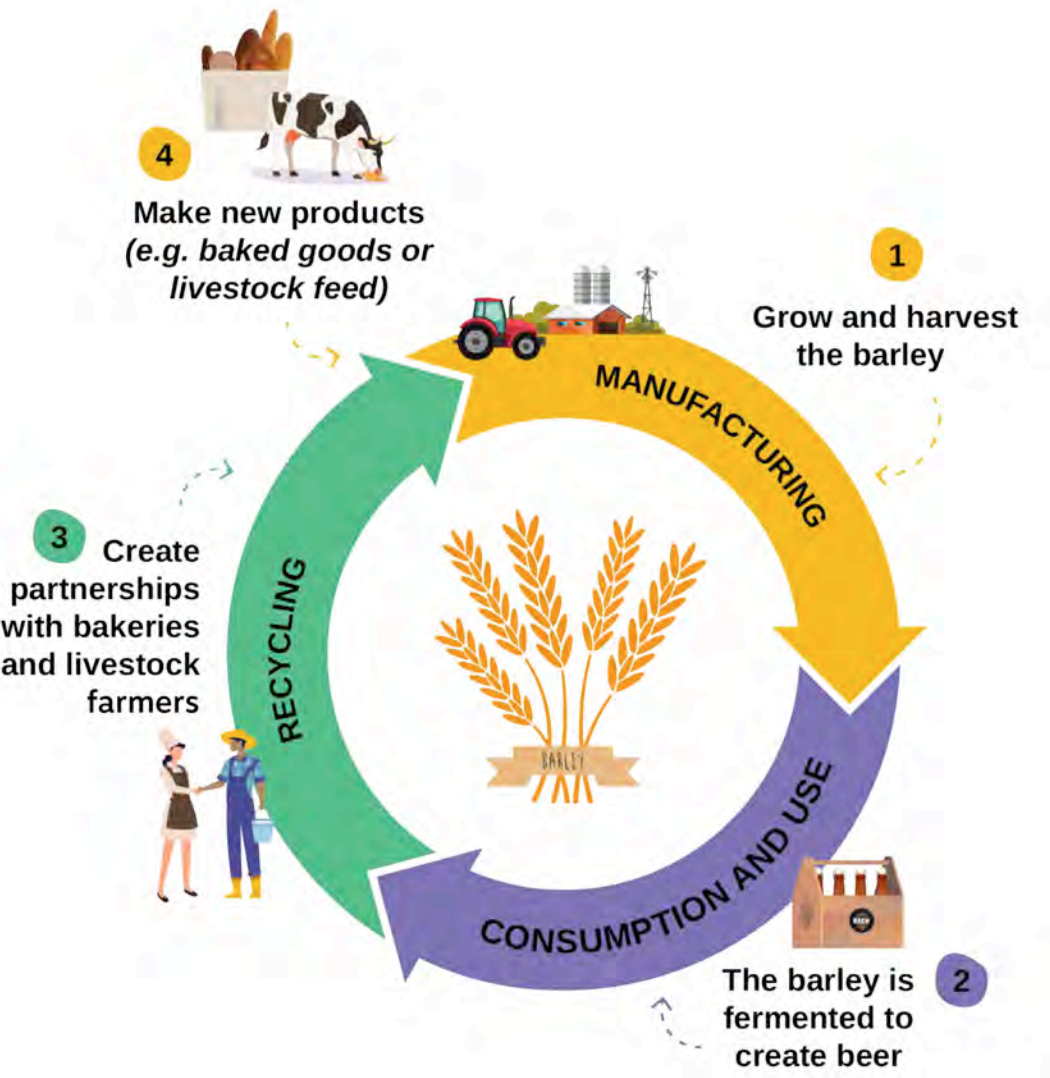 4
Make new products
(e.g. baked goods or
livestock feed)
1
Grow and harvest
the barley
MANUFACTURING
3
Create
partnerships
with bakeries
and livestock
farmers
RECYCLING
BARLEY
CONSUMPTION AND USE
BREW
The barley is
fermented to
create beer
2